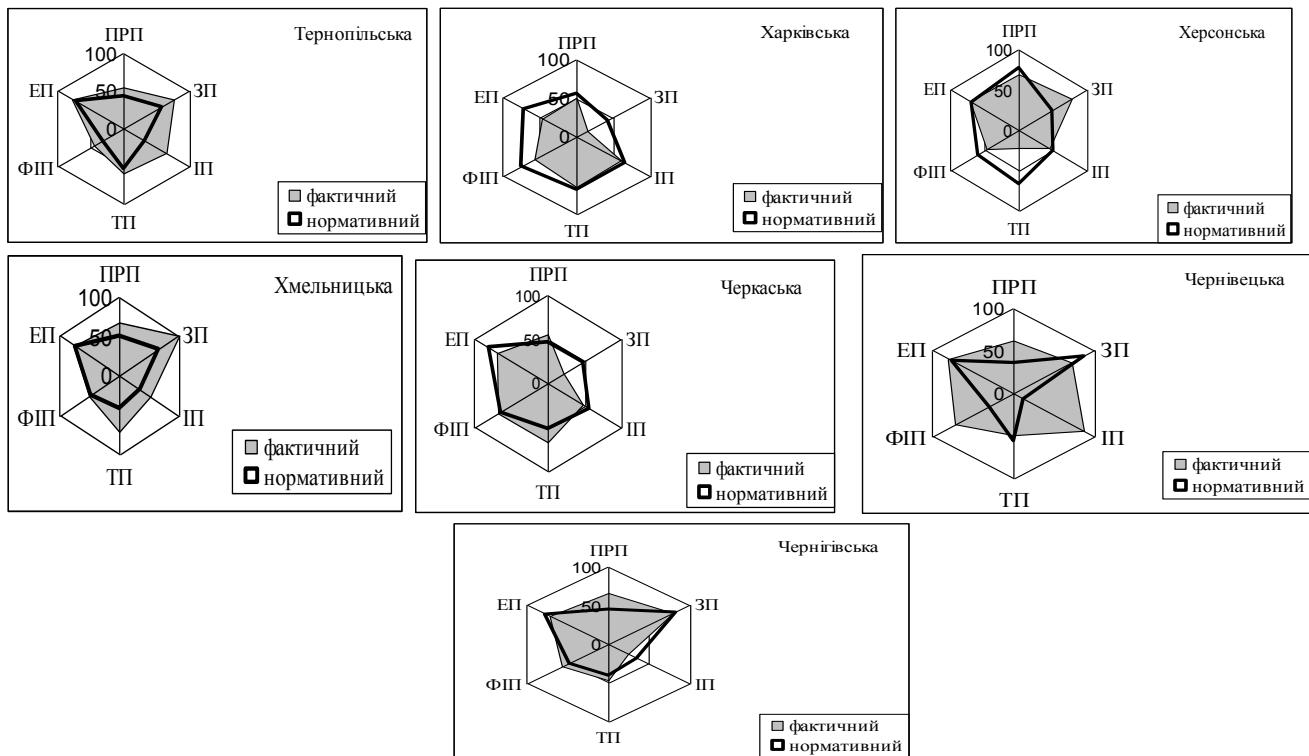 Тернопільська
ПРП
100
ЕП
50
ЗП
0
ФІП
ІП
ТП
фактичний
нормативний
Харківська
ПРП
100
ЕП
50
ЗП
0
ФІП
ІП
ТП
фактичний
нормативний
Херсонська
ПРП
100
ЕП
50
ЗП
0
ФІП
ІП
ТП
фактичний
нормативний
Хмельницька
ПРП
100
ЕП
50
ЗП
0
ФІП
ІП
ТП
фактичний
нормативний
Черкаська
ПРП
100
ЕП
50
ЗП
0
ФІП
ІП
ТП
фактичний
нормативний
Чернівецька
ПРП
100
ЕП
50
ЗП
0
ФІП
ІП
ТП
фактичний
нормативний
Чернігівська
ПРП
100
ЕП
50
ЗП
0
ФІП
ІП
ТП
фактичний
нормативний